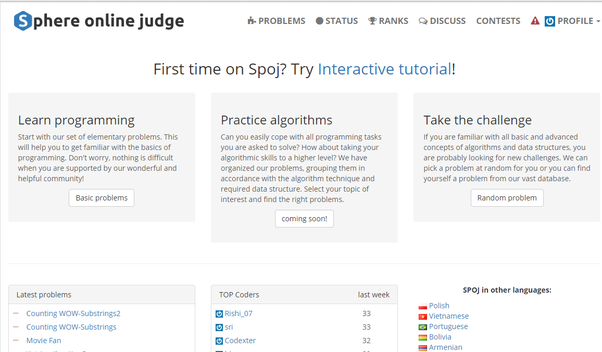 Sphere online judge
PROBLEMS STATUS RANKS DISCUSS CONTESTS PROFILE
First time on Spoj? Try Interactive tutorial!
Learn programming
Start with our set of elementary problems. This
will help you to get familiar with the basics of
programming. Don't worry, nothing is difficult
when you are supported by our wonderful and
helpful community!
Basic problems
Practice algorithms
Can you easily cope with all programming tasks
you are asked to solve? How about taking your
algorithmic skills to a higher level? We have
organized our problems, grouping them in
accordance with the algorithm technique and
required data structure. Select your topic of
interest and find the right problems.
coming soon!
Take the challenge
If you are familiar with all basic and advanced
concepts of algorithms and data structures, you
are probably looking for new challenges. We can
pick a problem at random for you or you can find
yourself a problem from our vast database.
Random problem
Latest problems
Counting WOW-Substrings2
Counting WOW-Substrings
Movie Fan
TOP Coders last week
Rishi_07 33
sri 33
Codexter 32
SPOJ in other languages:
Polish
Vietnamese
Portuguese
Bolivia
Armenian